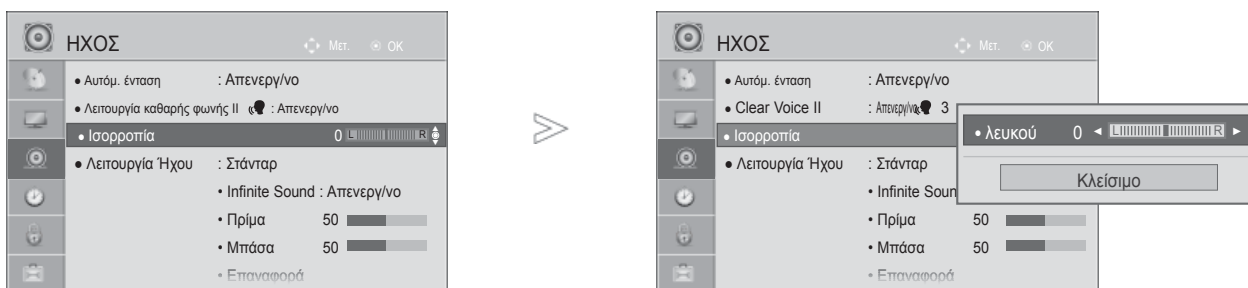 ΗΧΟΣ Μετ. OK
• Αυτόμ. ένταση : Απενεργ/νο
• Λειτουργία καθαρής φωνής II : Απενεργ/νο
• Ισορροπία 0 L R
• Λειτουργία Ήχου : Στάνταρ
• Infinite Sound : Απενεργ/νο
• Πρίμα 50
• Μπάσα 50
• Επαναφορά
ΗΧΟΣ Μετ. OK
• Αυτόμ. ένταση : Απενεργ/νο
• Clear Voice II : Απενεργ/νο 3
• Ισορροπία
• Λειτουργία Ήχου : Στάνταρ
• Infinite Soun
• Πρίμα 50
• Μπάσα 50
• Επαναφορά
• λευκού 0 ◄ L R ►
Κλείσιμο